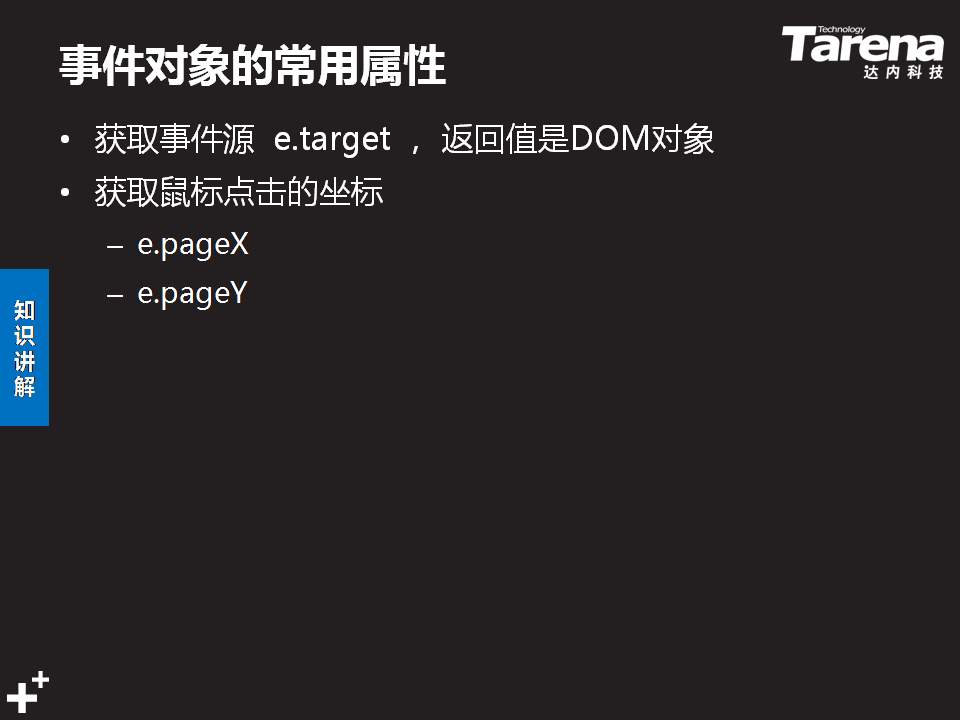 事件对象的常用属性
Technology
Tarena
达内科技
• 获取事件源 e.target ， 返回值是DOM对象
• 获取鼠标点击的坐标
– e.pageX
– e.pageY
知识讲解